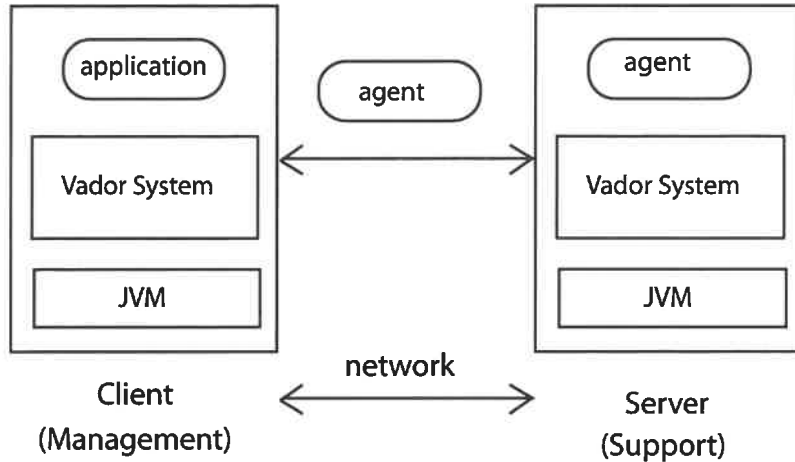 application
agent
agent
Vador System
Vador System
JVM
JVM
network
Client
(Management)
Server
(Support)